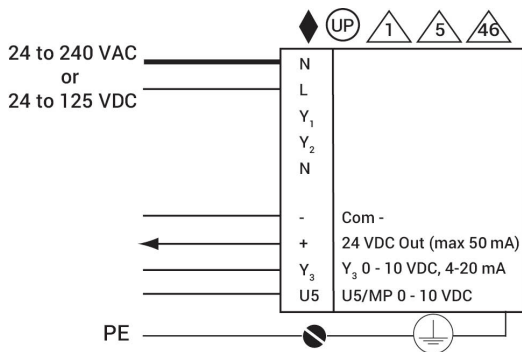 UP 1 5 46
24 to 240 VAC
or
24 to 125 VDC
N
L
Y1
Y2
N
- Com -
+ 24 VDC Out (max 50 mA)
Y3 Y3 0 - 10 VDC, 4-20 mA
U5 U5/MP 0 - 10 VDC
PE